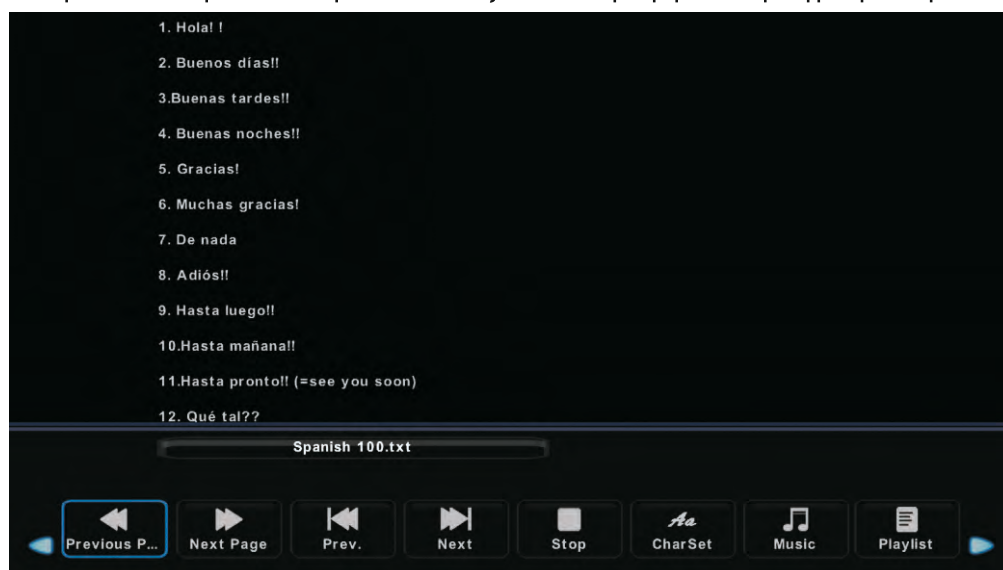 1. Hola! !
2. Buenos días!!
3.Buenas tardes!!
4. Buenas noches!!
5. Gracias!
6. Muchas gracias!
7. De nada
8. Adiós!!
9. Hasta luego!!
10.Hasta mañana!!
11.Hasta pronto!! (=see you soon)
12. Qué tal??
Spanish 100.txt
Previous P... Next Page Prev. Next Stop CharSet Music Playlist